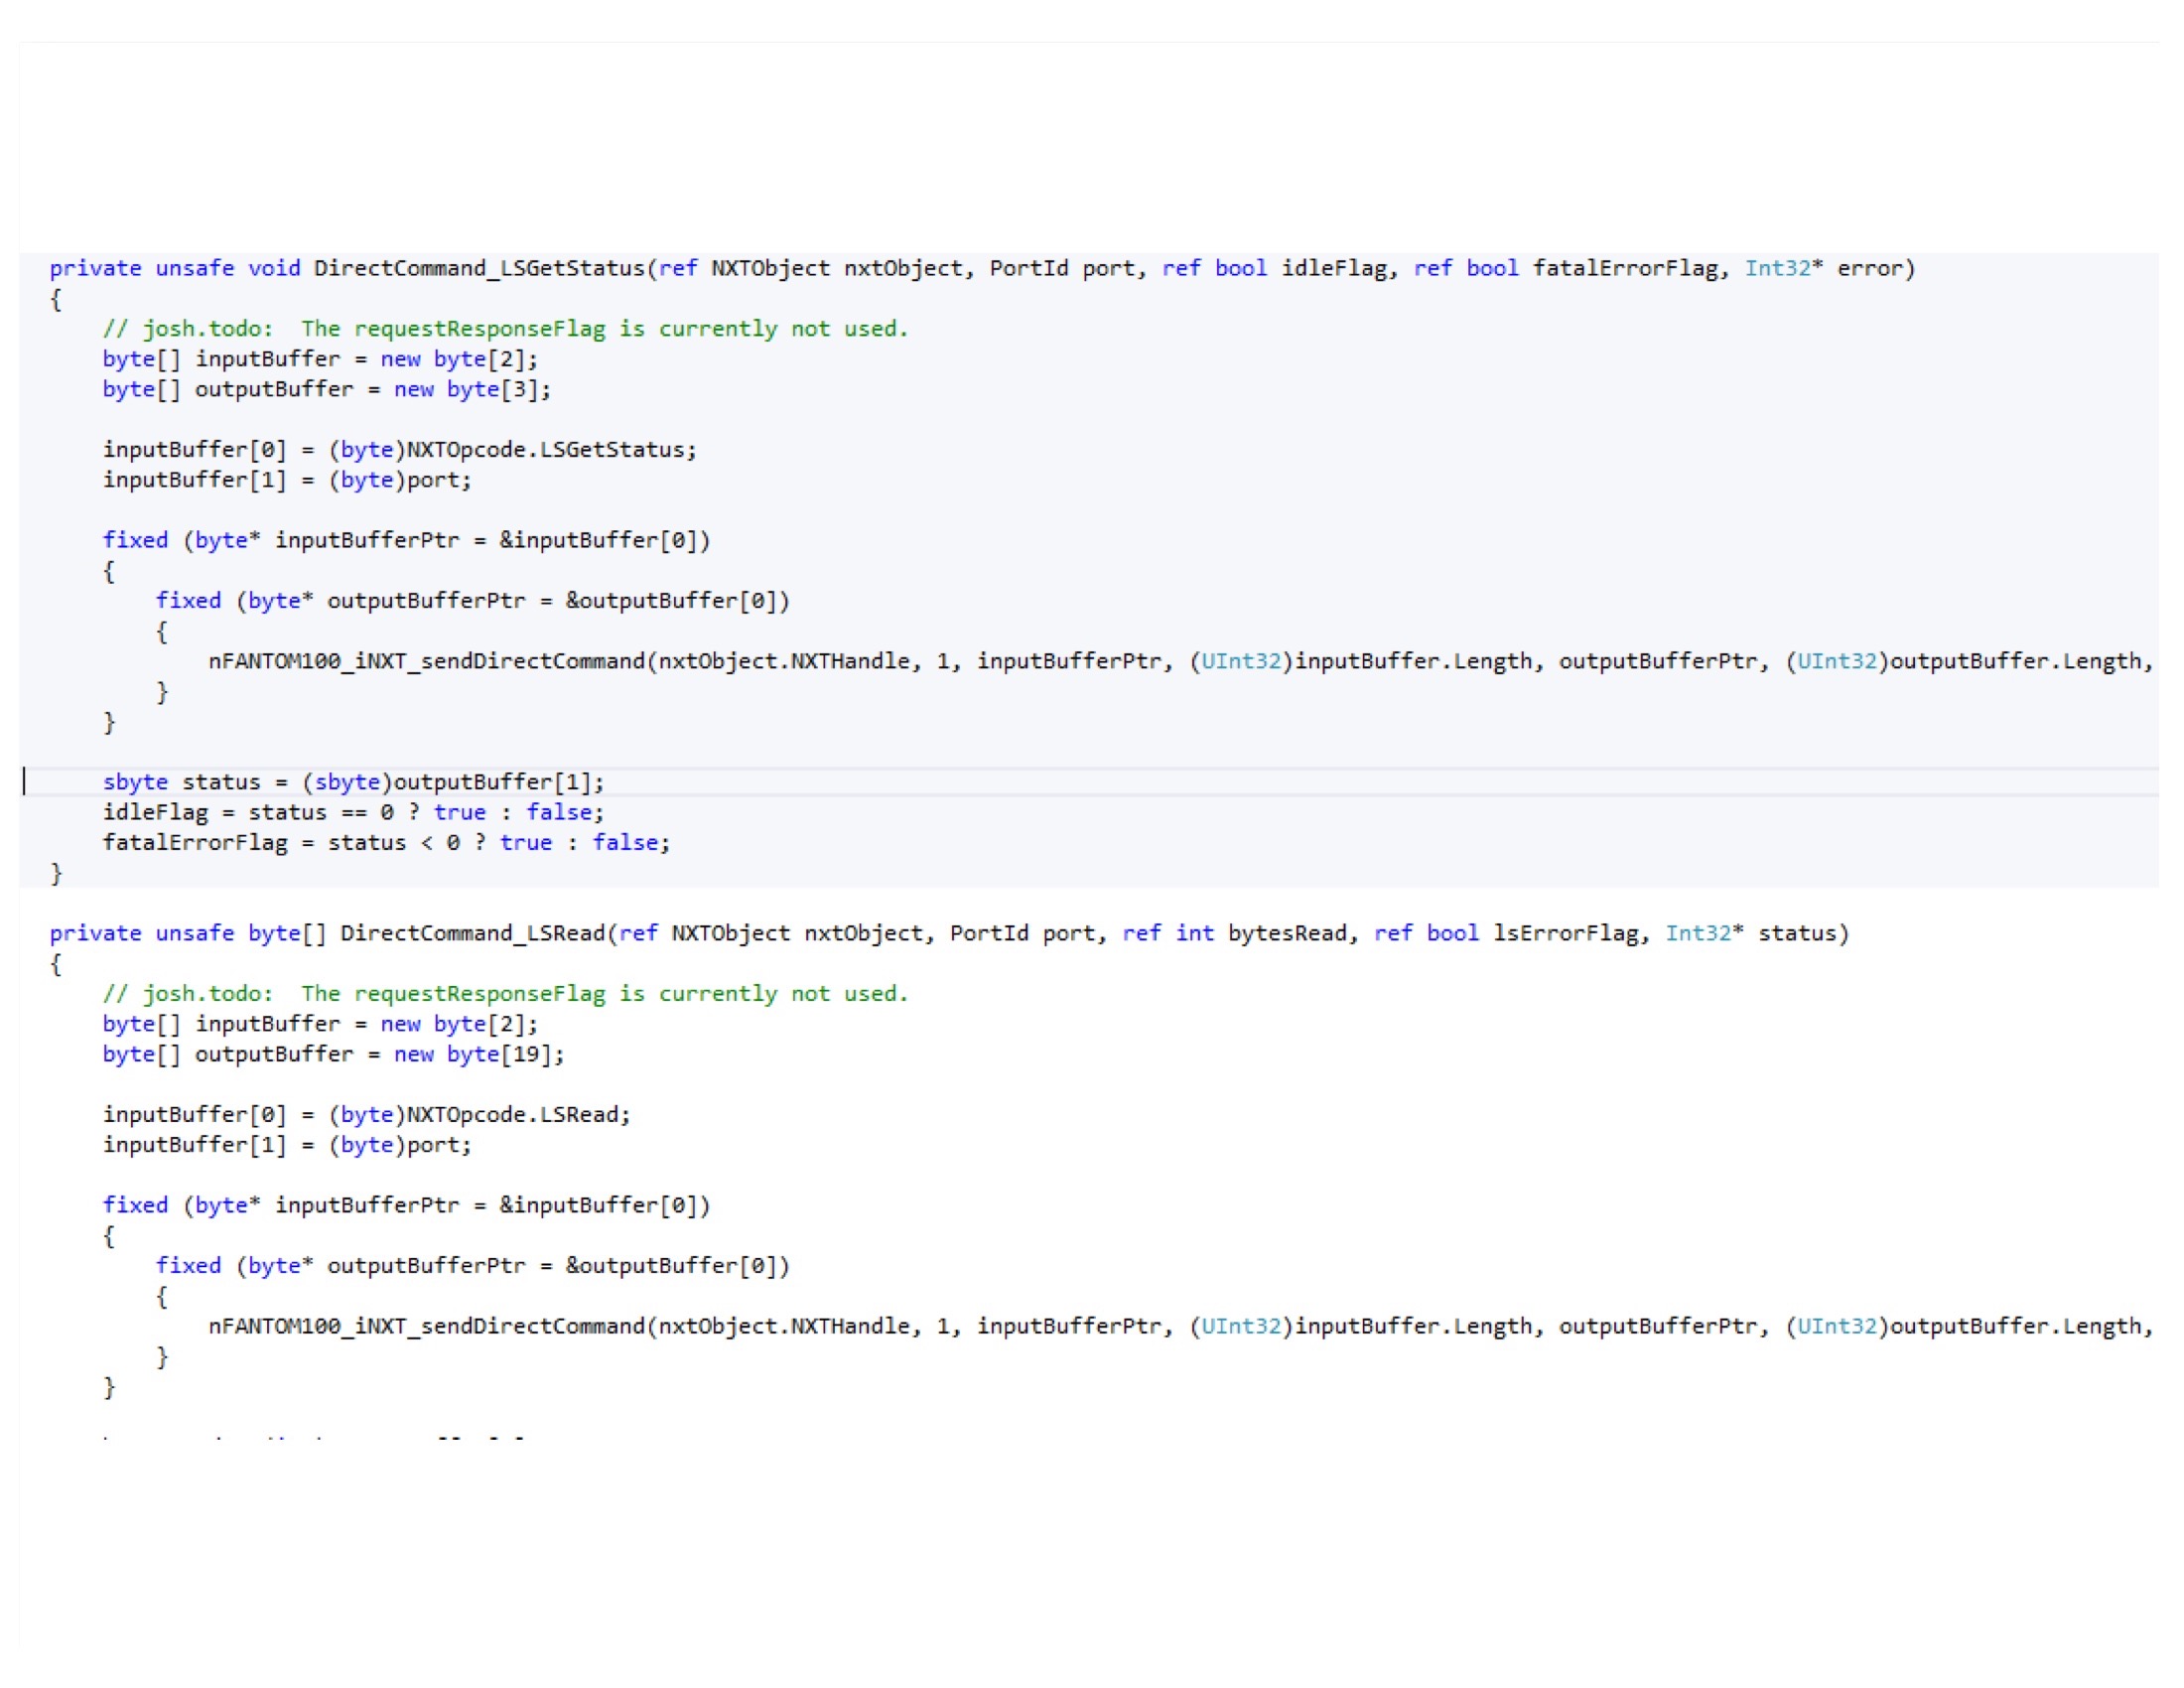 private unsafe void DirectCommand_LSGetStatus(ref NXTObject nxtObject, PortId port, ref bool idleFlag, ref bool fatalErrorFlag, Int32* error)
{
    // josh.todo:  The requestResponseFlag is currently not used.
    byte[] inputBuffer = new byte[2];
    byte[] outputBuffer = new byte[3];

    inputBuffer[0] = (byte)NXTOpcode.LSGetStatus;
    inputBuffer[1] = (byte)port;

    fixed (byte* inputBufferPtr = &inputBuffer[0])
    {
        fixed (byte* outputBufferPtr = &outputBuffer[0])
        {
            nFANTOM100_iNXT_sendDirectCommand(nxtObject.NXTHandle, 1, inputBufferPtr, (UInt32)inputBuffer.Length, outputBufferPtr, (UInt32)outputBuffer.Length,
        }
    }

    sbyte status = (sbyte)outputBuffer[1];
    idleFlag = status == 0 ? true : false;
    fatalErrorFlag = status < 0 ? true : false;
}

private unsafe byte[] DirectCommand_LSRead(ref NXTObject nxtObject, PortId port, ref int bytesRead, ref bool lsErrorFlag, Int32* status)
{
    // josh.todo:  The requestResponseFlag is currently not used.
    byte[] inputBuffer = new byte[2];
    byte[] outputBuffer = new byte[19];

    inputBuffer[0] = (byte)NXTOpcode.LSRead;
    inputBuffer[1] = (byte)port;

    fixed (byte* inputBufferPtr = &inputBuffer[0])
    {
        fixed (byte* outputBufferPtr = &outputBuffer[0])
        {
            nFANTOM100_iNXT_sendDirectCommand(nxtObject.NXTHandle, 1, inputBufferPtr, (UInt32)inputBuffer.Length, outputBufferPtr, (UInt32)outputBuffer.Length,
        }
    }